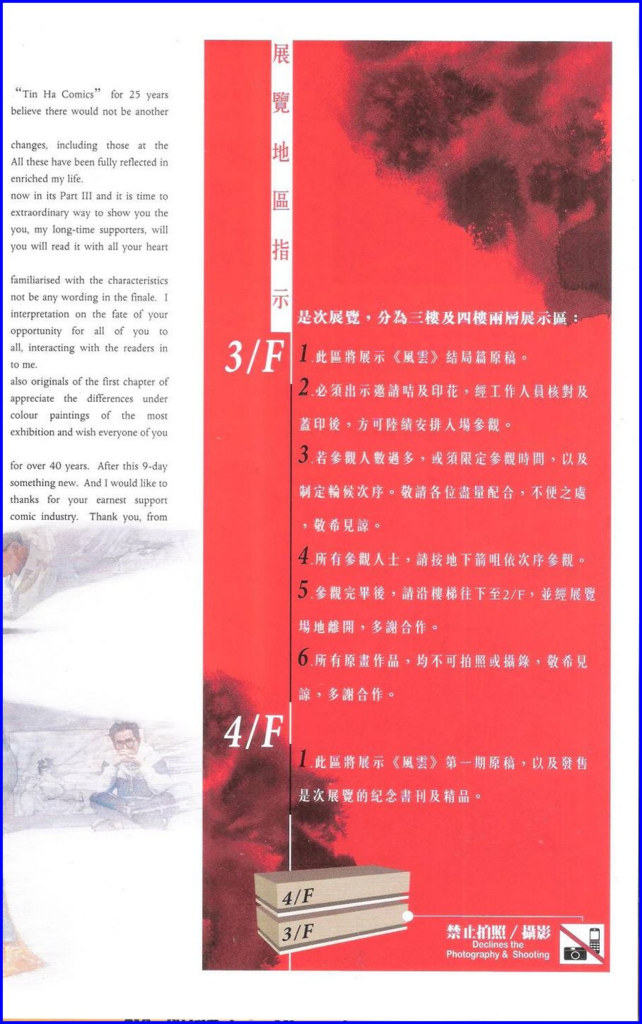 “Tin Ha Comics” for 25 years
believe there would not be another
changes, including those at the
All these have been fully reflected in
enriched my life.
now in its Part III and it is time to
extraordinary way to show you the
you, my long-time supporters, will
you will read it with all your heart
familiarised with the characteristics
not be any wording in the finale. I
interpretation on the fate of your
opportunity for all of you to
all, interacting with the readers in
to me.
also originals of the first chapter of
appreciate the differences under
colour paintings of the most
exhibition and wish everyone of you
for over 40 years. After this 9-day
something new. And I would like to
thanks for your earnest support
comic industry. Thank you, from
展覽地區指示
是次展覽，分為三樓及四樓兩層展示區：
3/F
1.此區將展示《風雲》結局篇原稿。
2.必須出示邀請咭及印花，經工作人員核對及
蓋印後，方可陸續安排入場參觀。
3.若參觀人數過多，或須限定參觀時間，以及
制定輪候次序。敬請各位盡量配合，不便之處
，敬希見諒。
4.所有參觀人士，請按地下箭咀依次序參觀。
5.參觀完畢後，請沿樓梯往下至2/F，並經展覽
場地離開，多謝合作。
6.所有原畫作品，均不可拍照或攝錄，敬希見
諒，多謝合作。
4/F
1.此區將展示《風雲》第一期原稿，以及發售
是次展覽的紀念書刊及精品。
4/F
3/F
禁止拍照／攝影
Declines the
Photography & Shooting